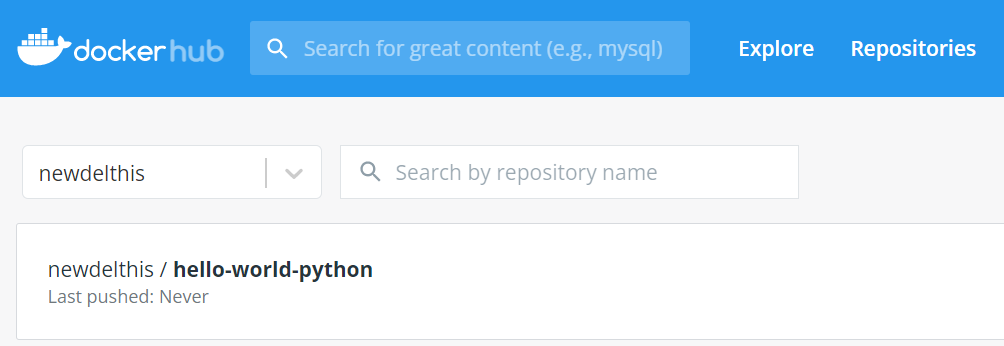 dockerhub Search for great content (e.g., mysql) Explore Repositories
newdelthis Search by repository name
newdelthis / hello-world-python
Last pushed: Never